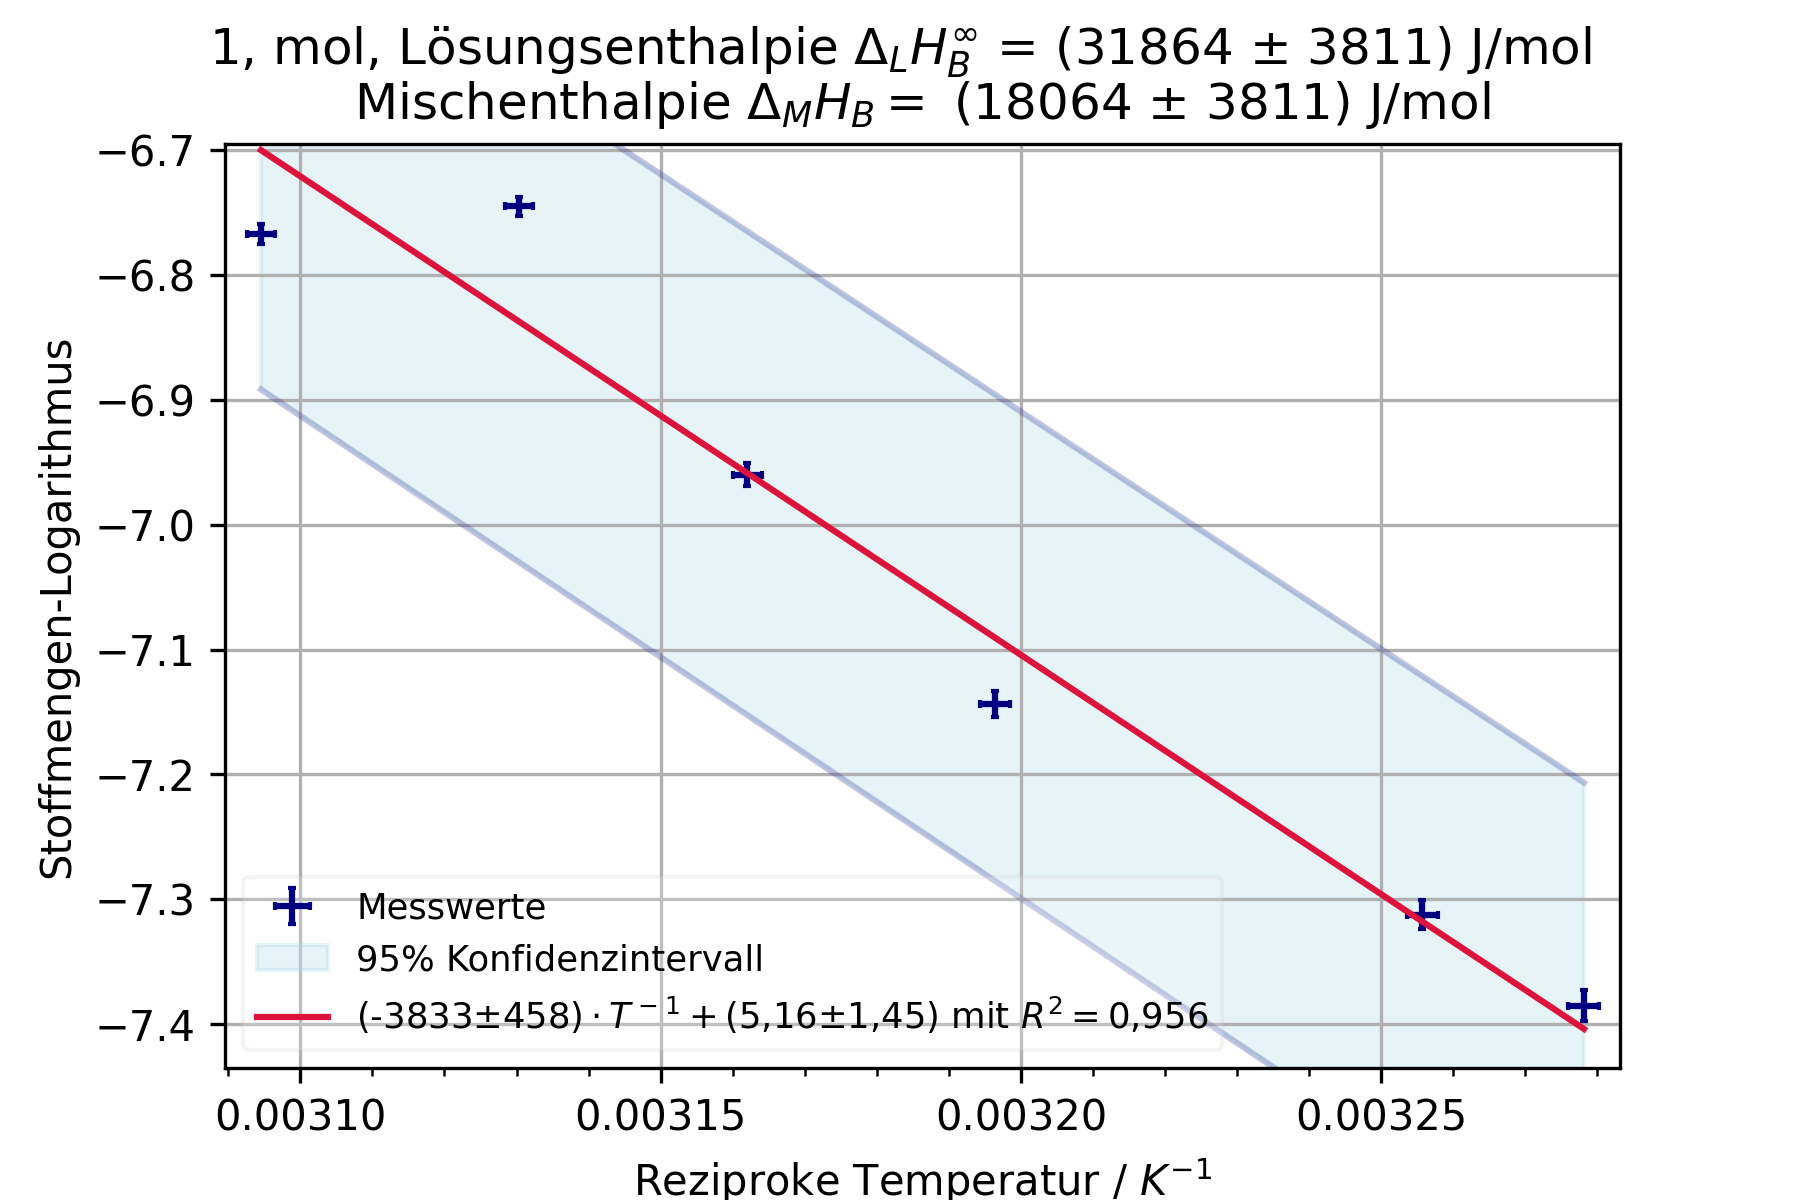 1, mol, Lösungsenthalpie Δ_L H_B^∞ = (31864 ± 3811) J/mol
Mischenthalpie Δ_M H_B = (18064 ± 3811) J/mol
−6.7
−6.8
−6.9
−7.0
−7.1
−7.2
−7.3
−7.4
Stoffmengen-Logarithmus
Messwerte
95% Konfidenzintervall
(-3833±458) · T⁻¹ + (5,16±1,45) mit R² = 0,956
0.00310 0.00315 0.00320 0.00325
Reziproke Temperatur / K⁻¹